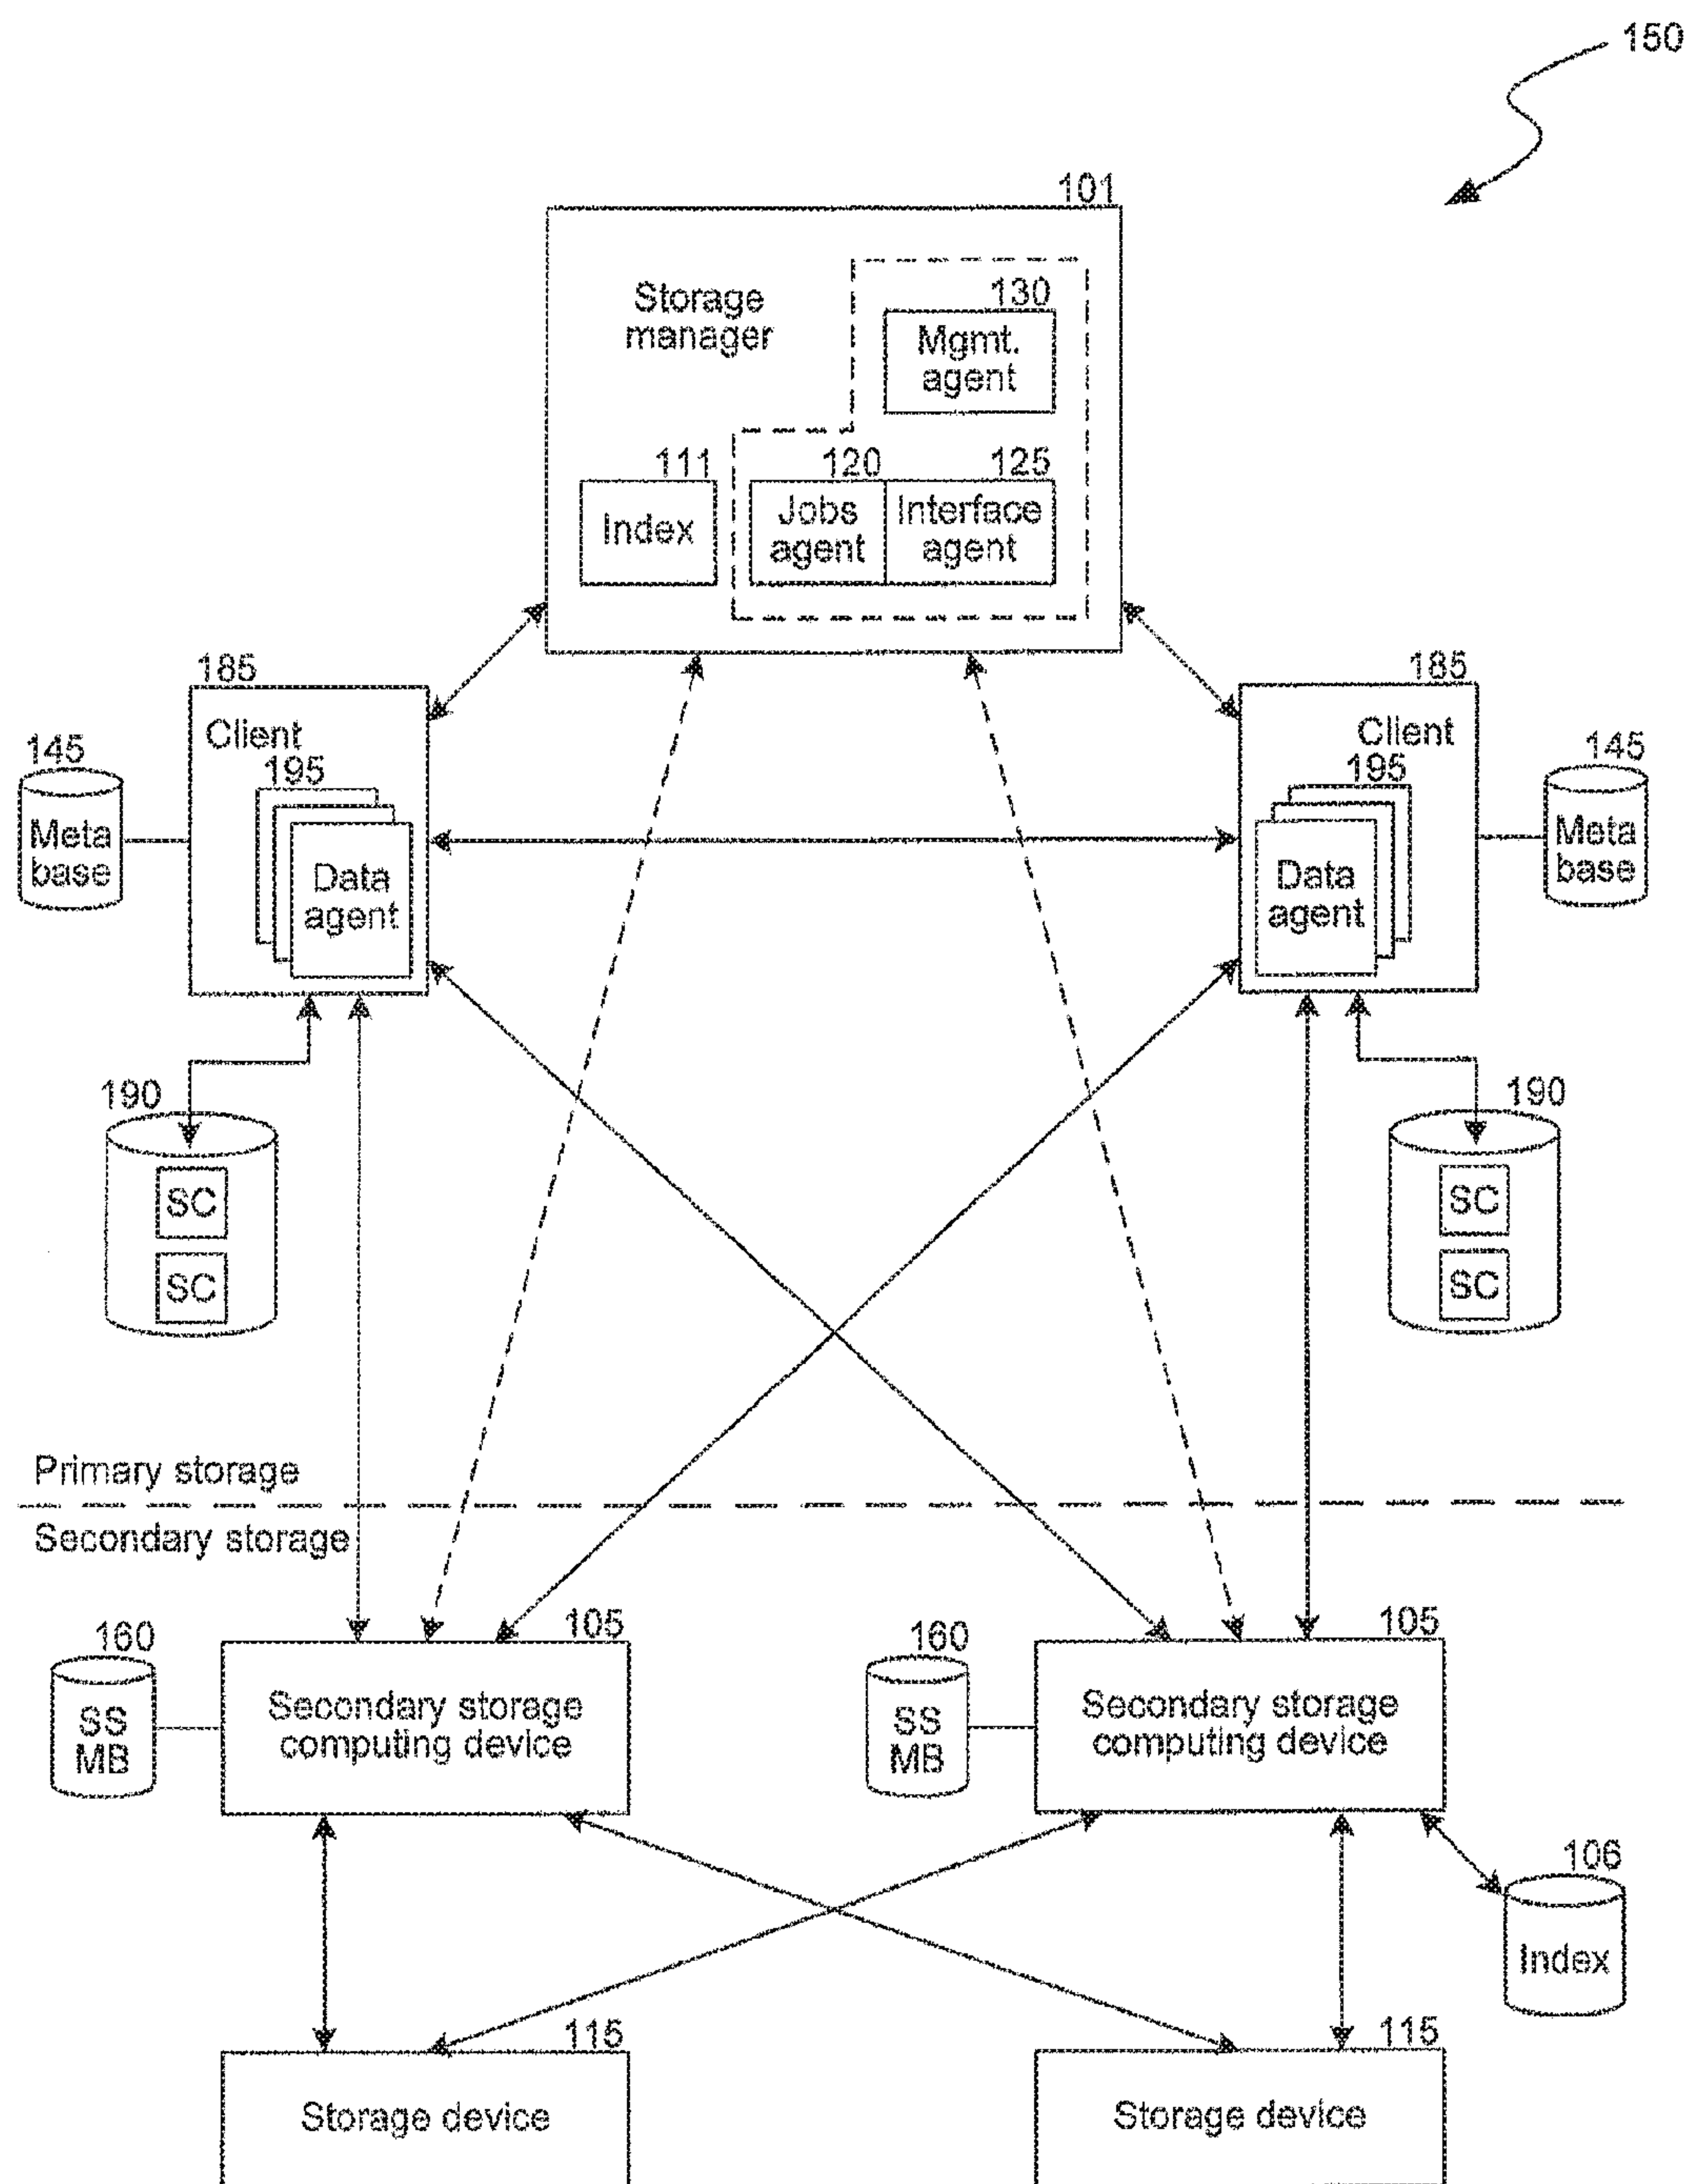 150
101
Storage
manager
130
Mgmt.
agent
111
Index
120
Jobs
agent
125
Interface
agent
185
Client
195
Data
agent
145
Meta
base
185
Client
195
Data
agent
145
Meta
base
190
SC
SC
190
SC
SC
Primary storage
Secondary storage
160
SS
MB
105
Secondary storage
computing device
160
SS
MB
105
Secondary storage
computing device
106
Index
115
Storage device
115
Storage device